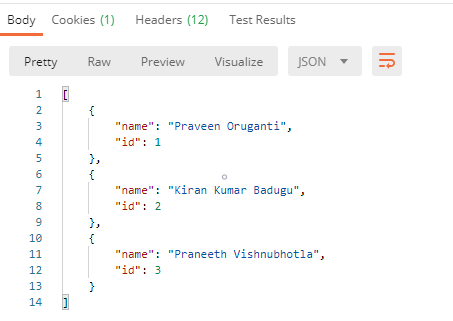 Body Cookies (1) Headers (12) Test Results
Pretty Raw Preview Visualize JSON
1 [
2 {
3 "name": "Praveen Oruganti",
4 "id": 1
5 },
6 {
7 "name": "Kiran Kumar Badugu",
8 "id": 2
9 },
10 {
11 "name": "Praneeth Vishnubhotla",
12 "id": 3
13 }
14 ]